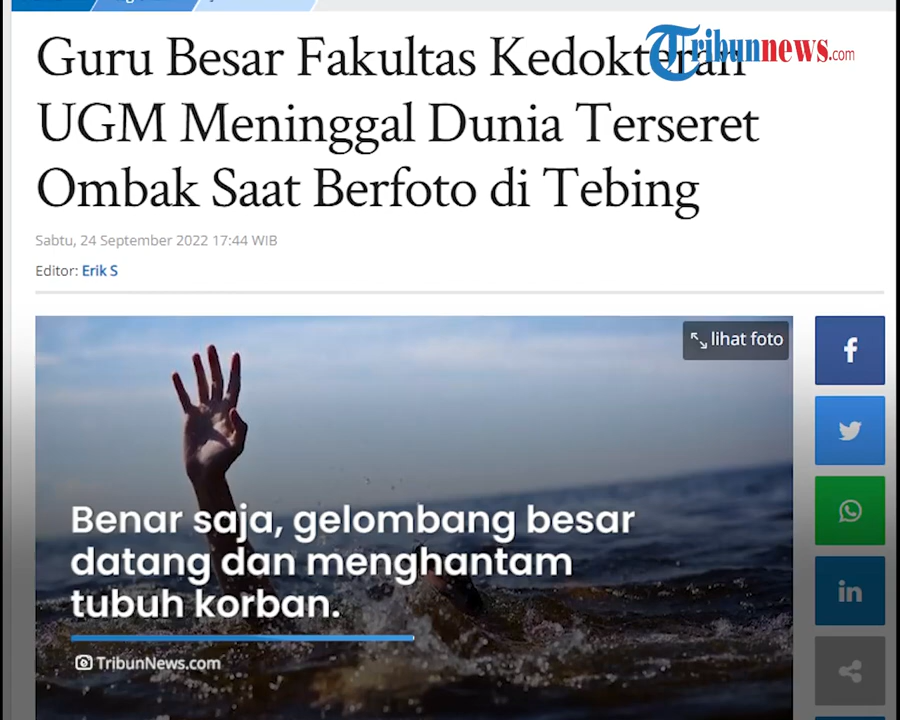 Guru Besar Fakultas Kedokteran
Tribunnews.com
UGM Meninggal Dunia Terseret
Ombak Saat Berfoto di Tebing
Sabtu, 24 September 2022 17:44 WIB
Editor: Erik S
lihat foto
Benar saja, gelombang besar
datang dan menghantam
tubuh korban.
TribunNews.com